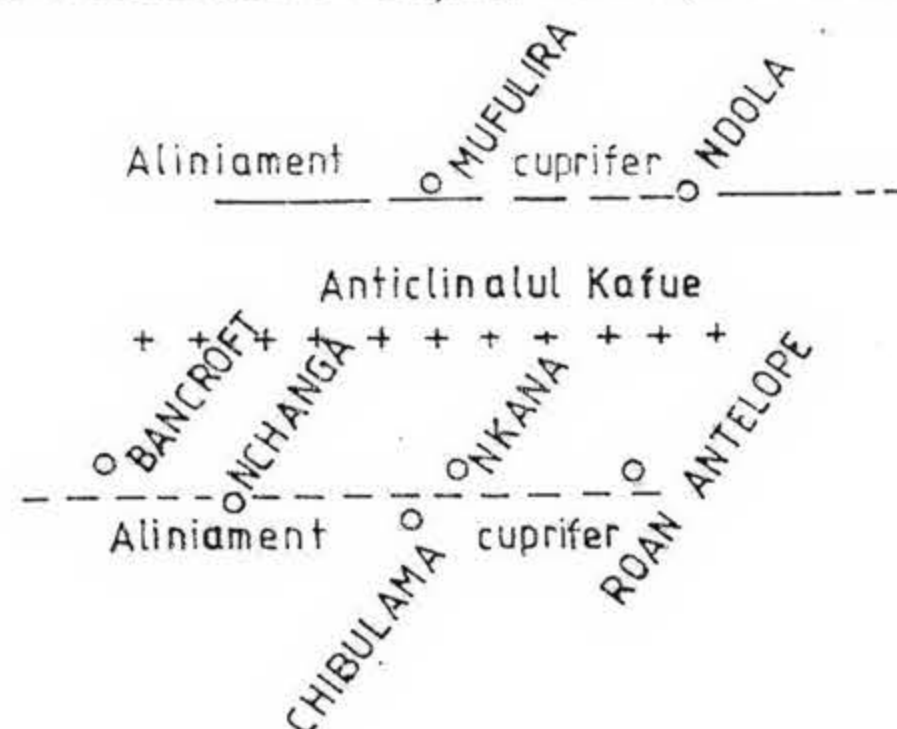 MUFULIRA
NDOLA
Aliniament cuprifer
Anticlinalul Kafue
BANCROFT
NCHANGA
NKANA
ROAN ANTELOPE
Aliniament cuprifer
CHIBULAMA